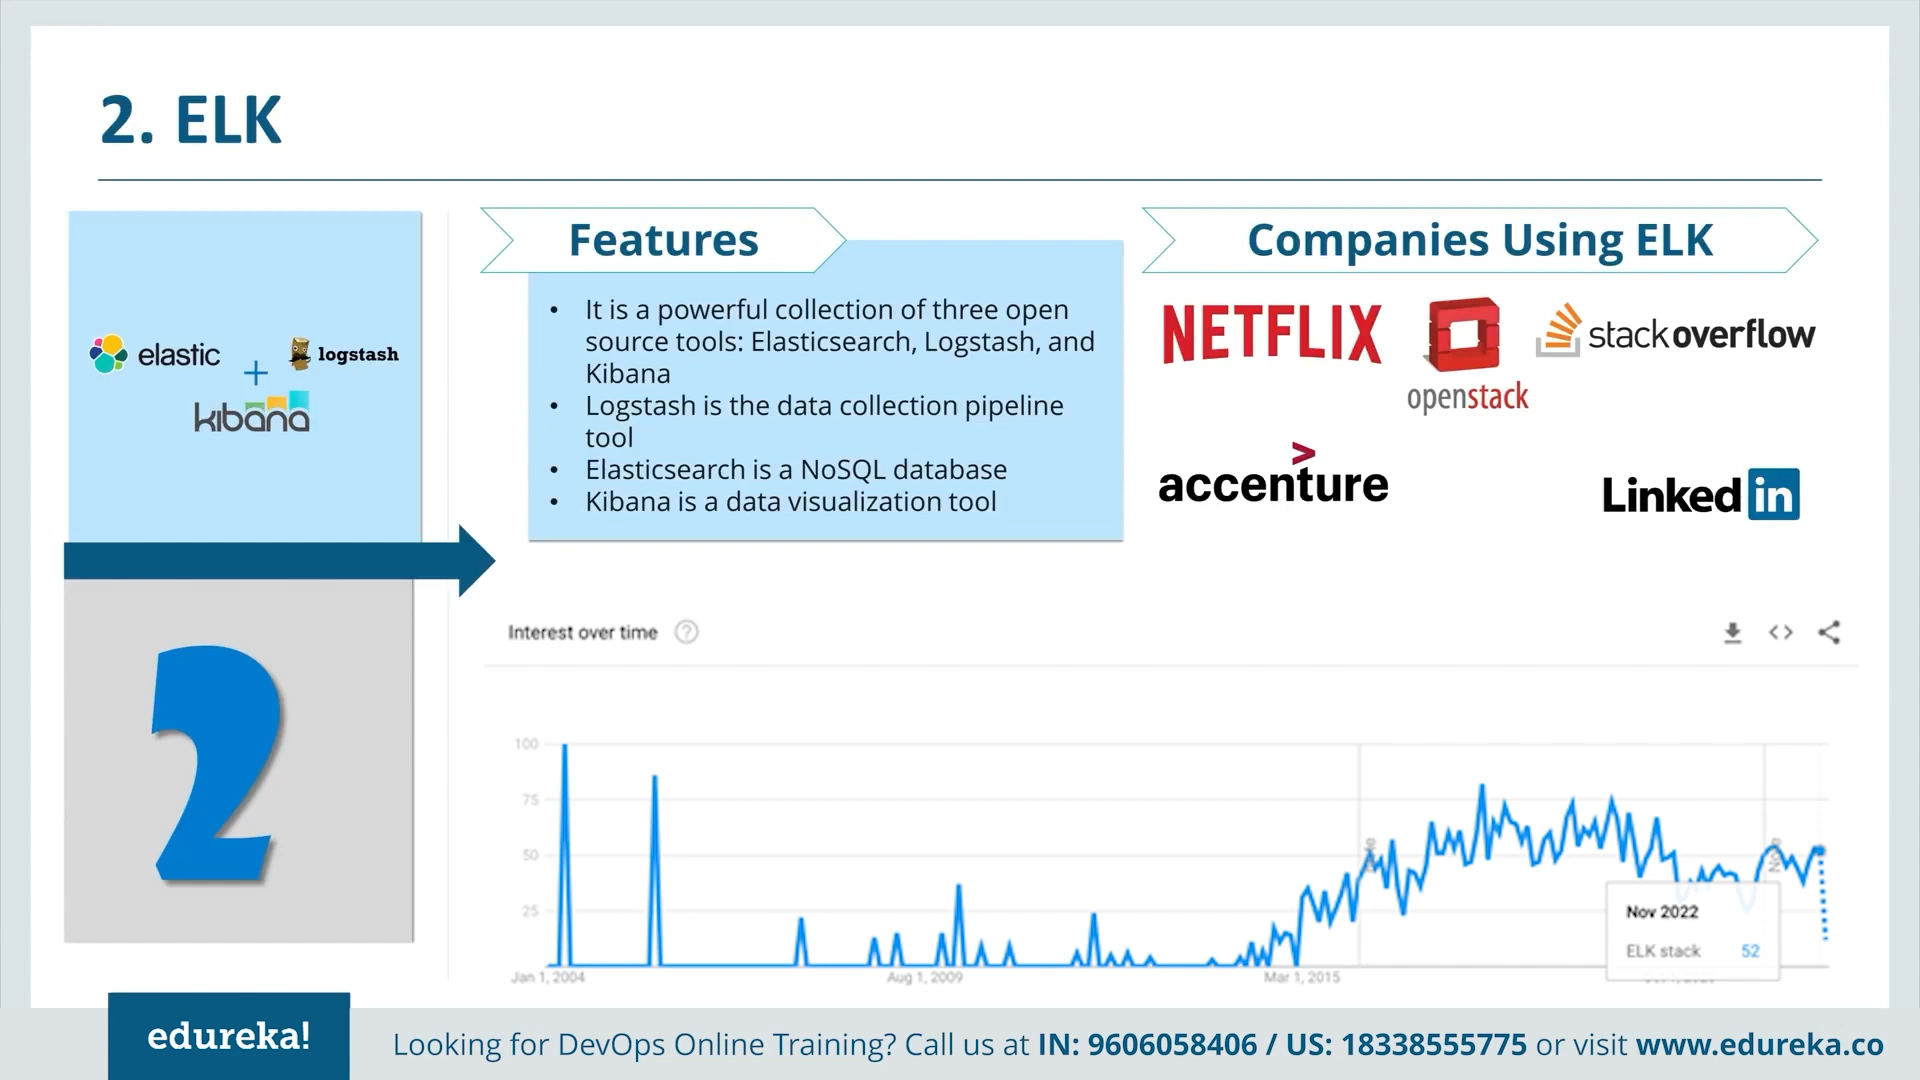 2. ELK
elastic
+
logstash
kibana
Features
• It is a powerful collection of three open
source tools: Elasticsearch, Logstash, and
Kibana
• Logstash is the data collection pipeline
tool
• Elasticsearch is a NoSQL database
• Kibana is a data visualization tool
Companies Using ELK
NETFLIX
openstack
stackoverflow
accenture
Linkedin
2
Interest over time
100
75
50
25
Jan 1, 2004
Aug 1, 2009
Mar 1, 2015
Note
Nov 2022
ELK stack 52
edureka!
Looking for DevOps Online Training? Call us at IN: 9606058406 / US: 18338555775 or visit www.edureka.co